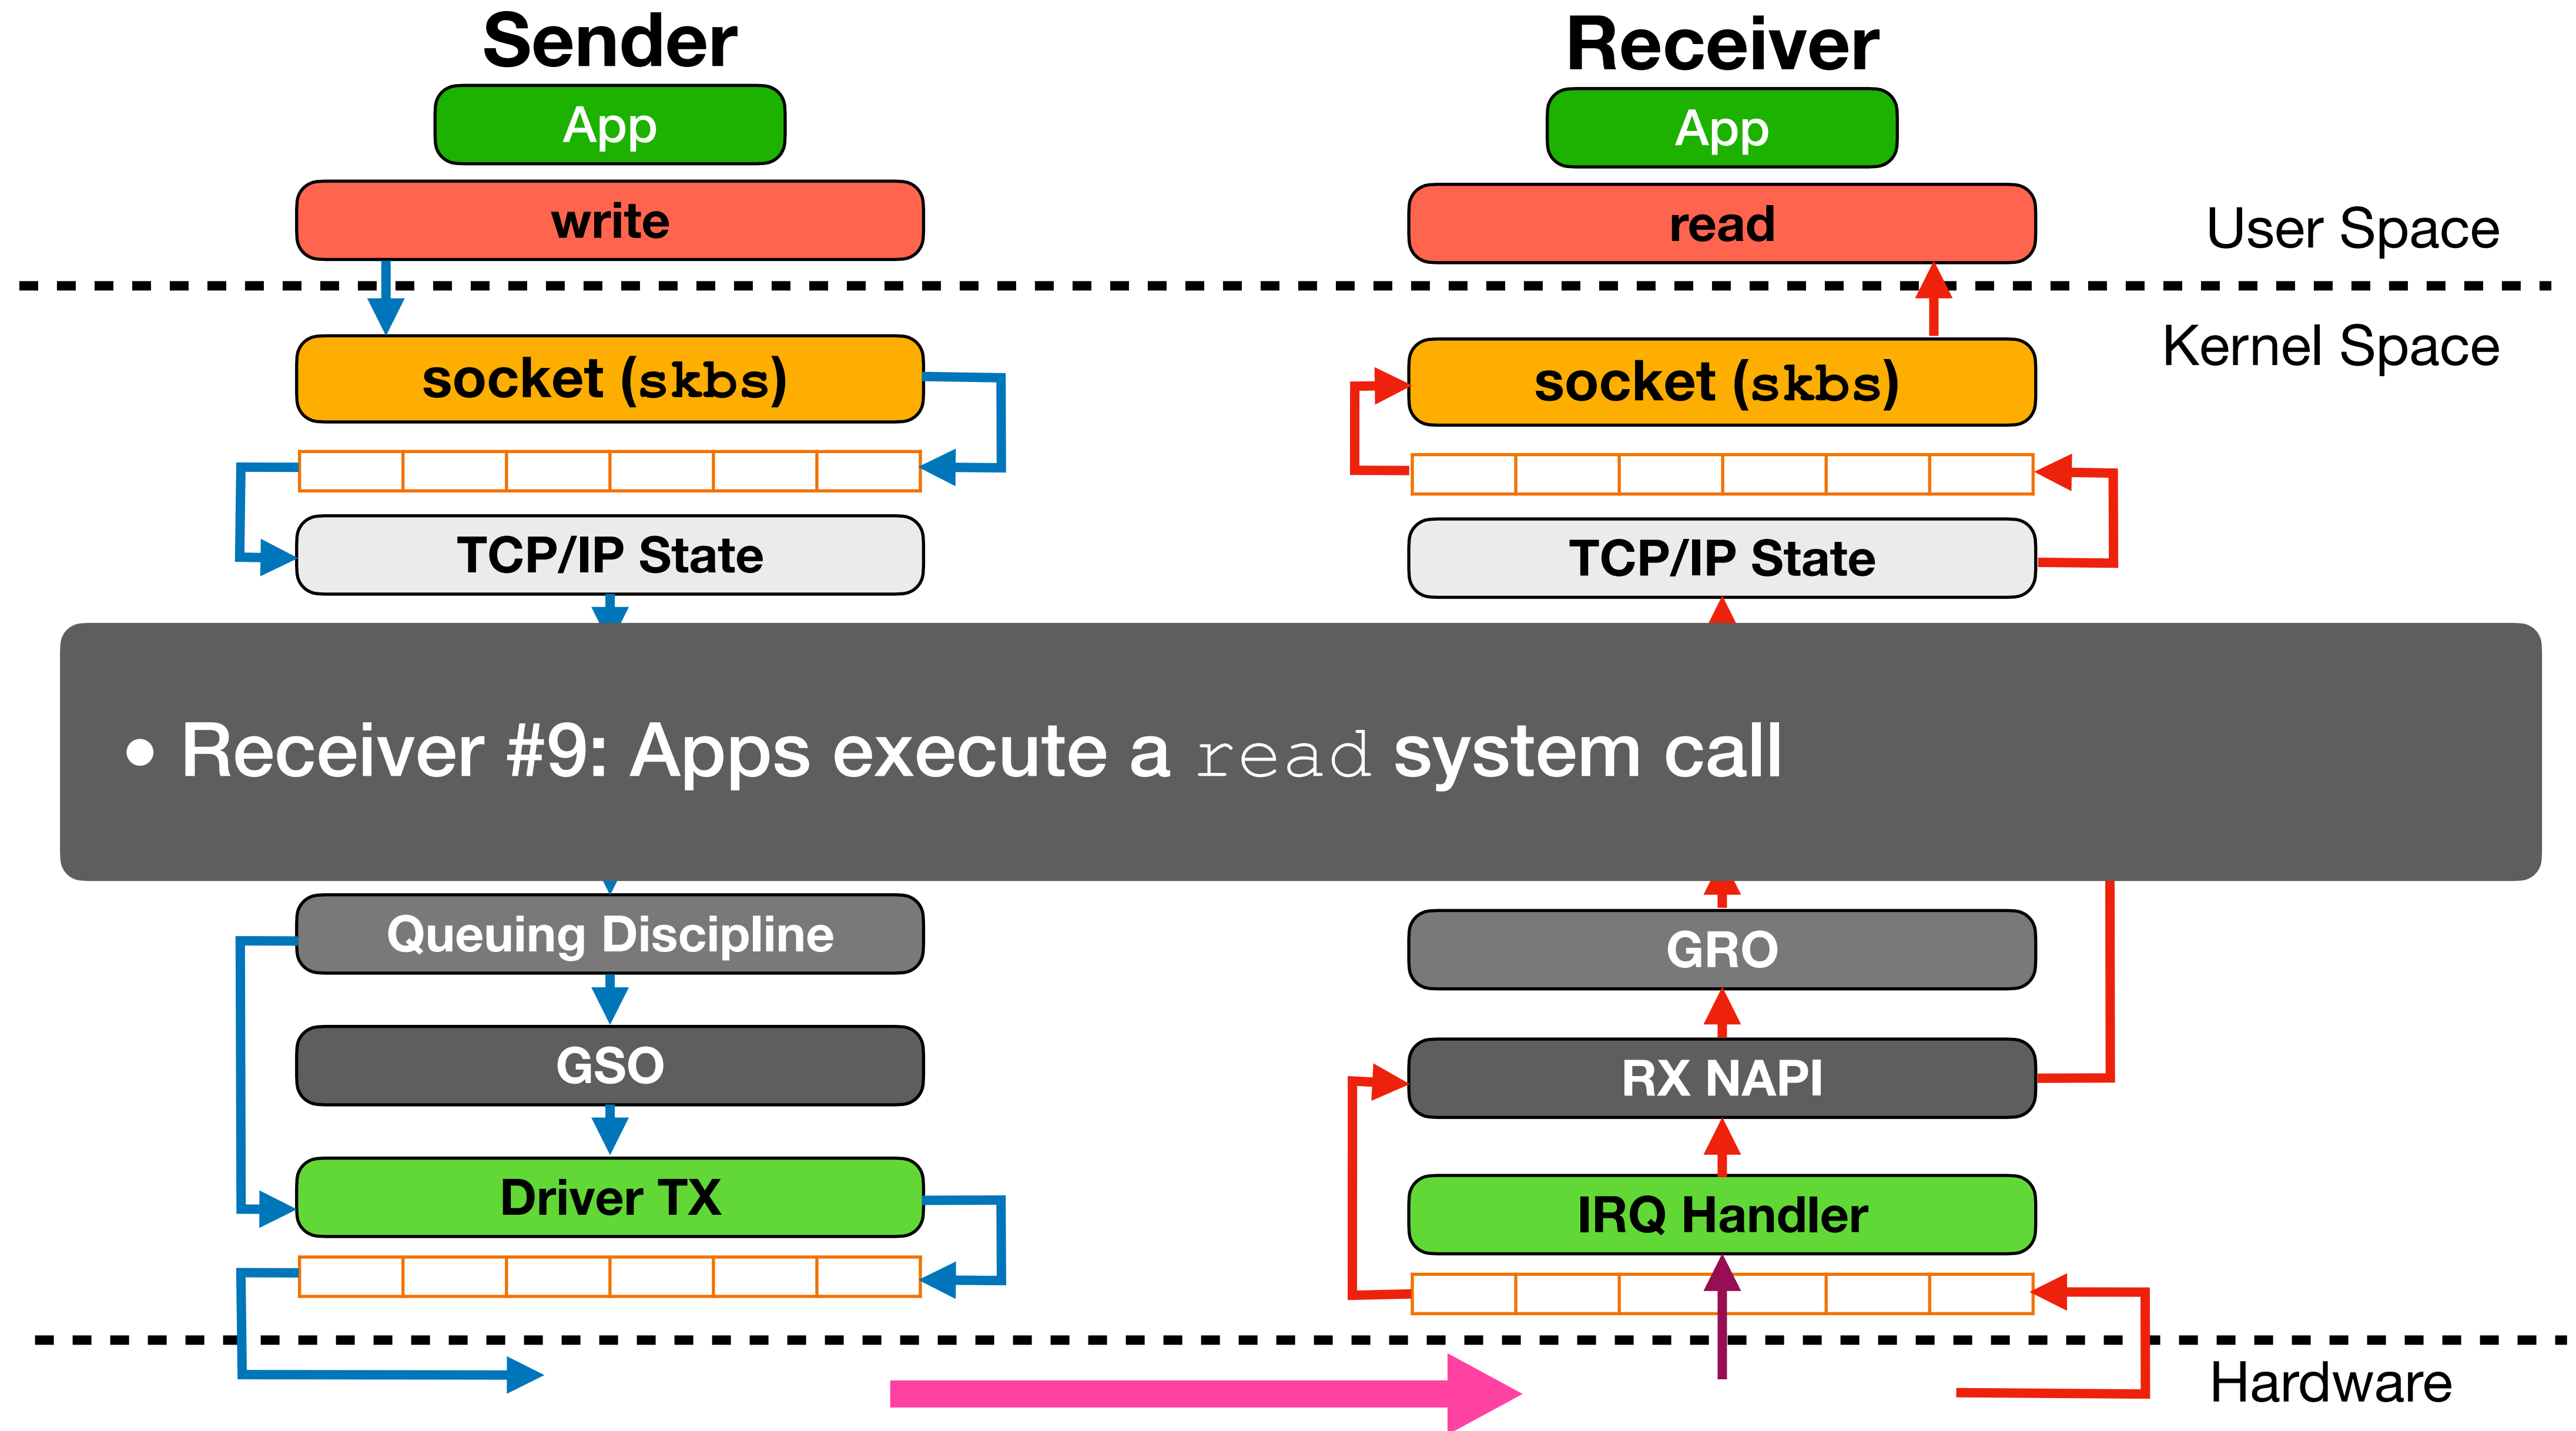 Sender
App
write
socket (skbs)
TCP/IP State
Receiver
App
read
socket (skbs)
TCP/IP State
User Space
Kernel Space
• Receiver #9: Apps execute a read system call
Queuing Discipline
GSO
Driver TX
GRO
RX NAPI
IRQ Handler
Hardware